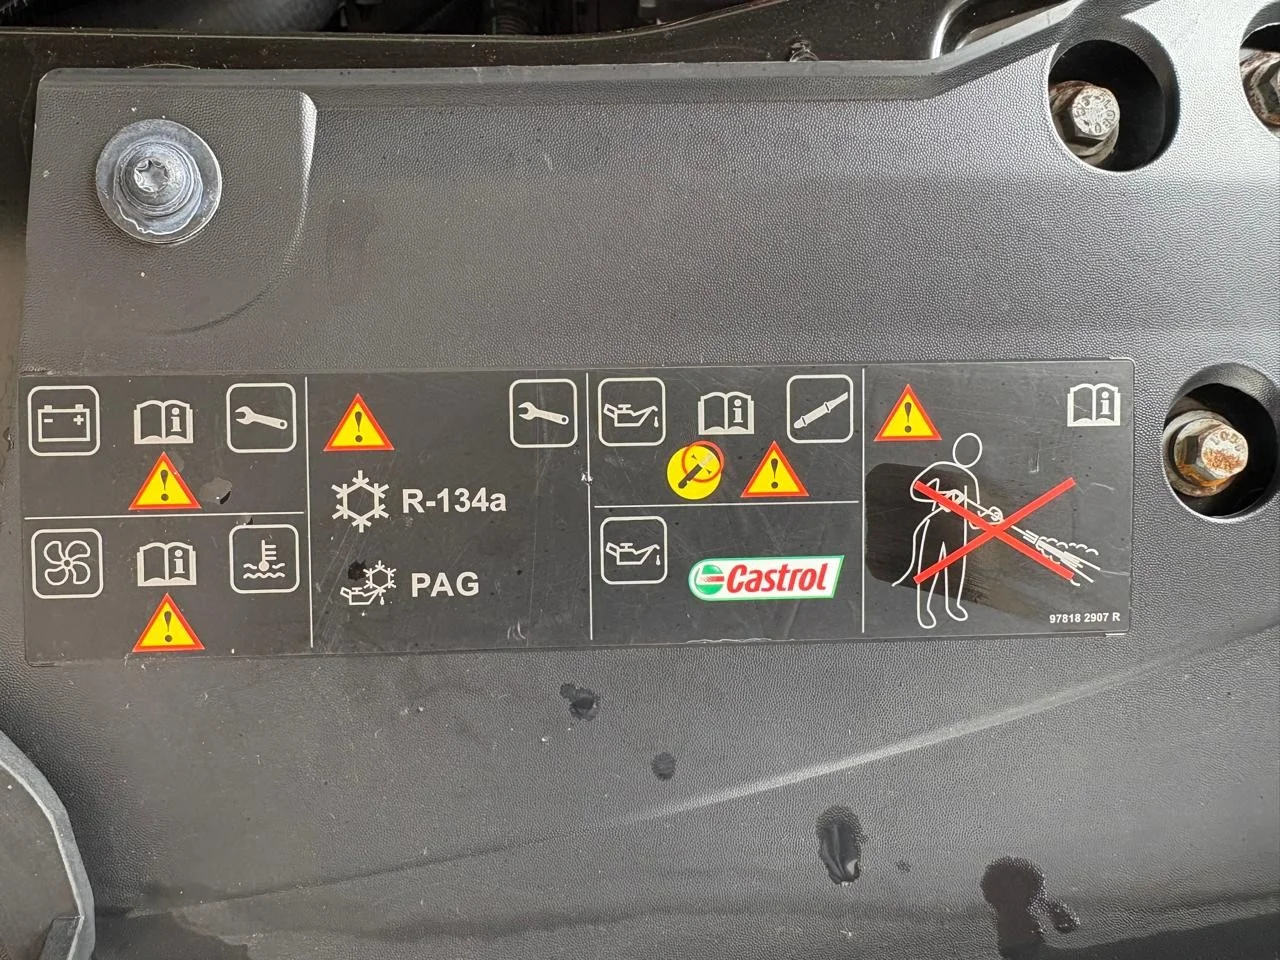 R-134a
PAG
Castrol
97818 2907 R